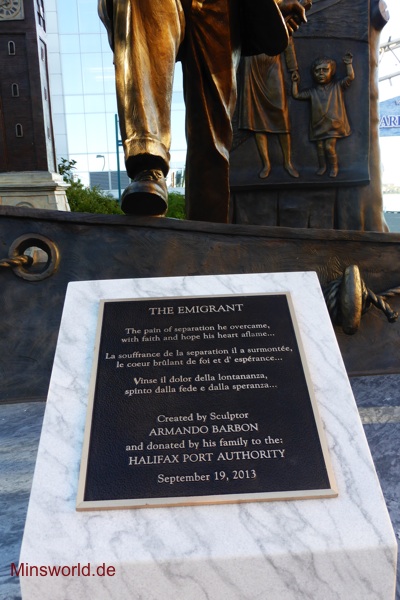 THE EMIGRANT
The pain of separation he overcame,
with faith and hope his heart aflame...
La souffrance de la separation il a surmontée,
le coeur brûlant de foi et d' espérance...
Vinse il dolor della lontananza,
spinto dalla fede e dalla speranza...
Created by Sculptor
ARMANDO BARBON
and donated by his family to the:
HALIFAX PORT AUTHORITY
September 19, 2013
Minsworld.de